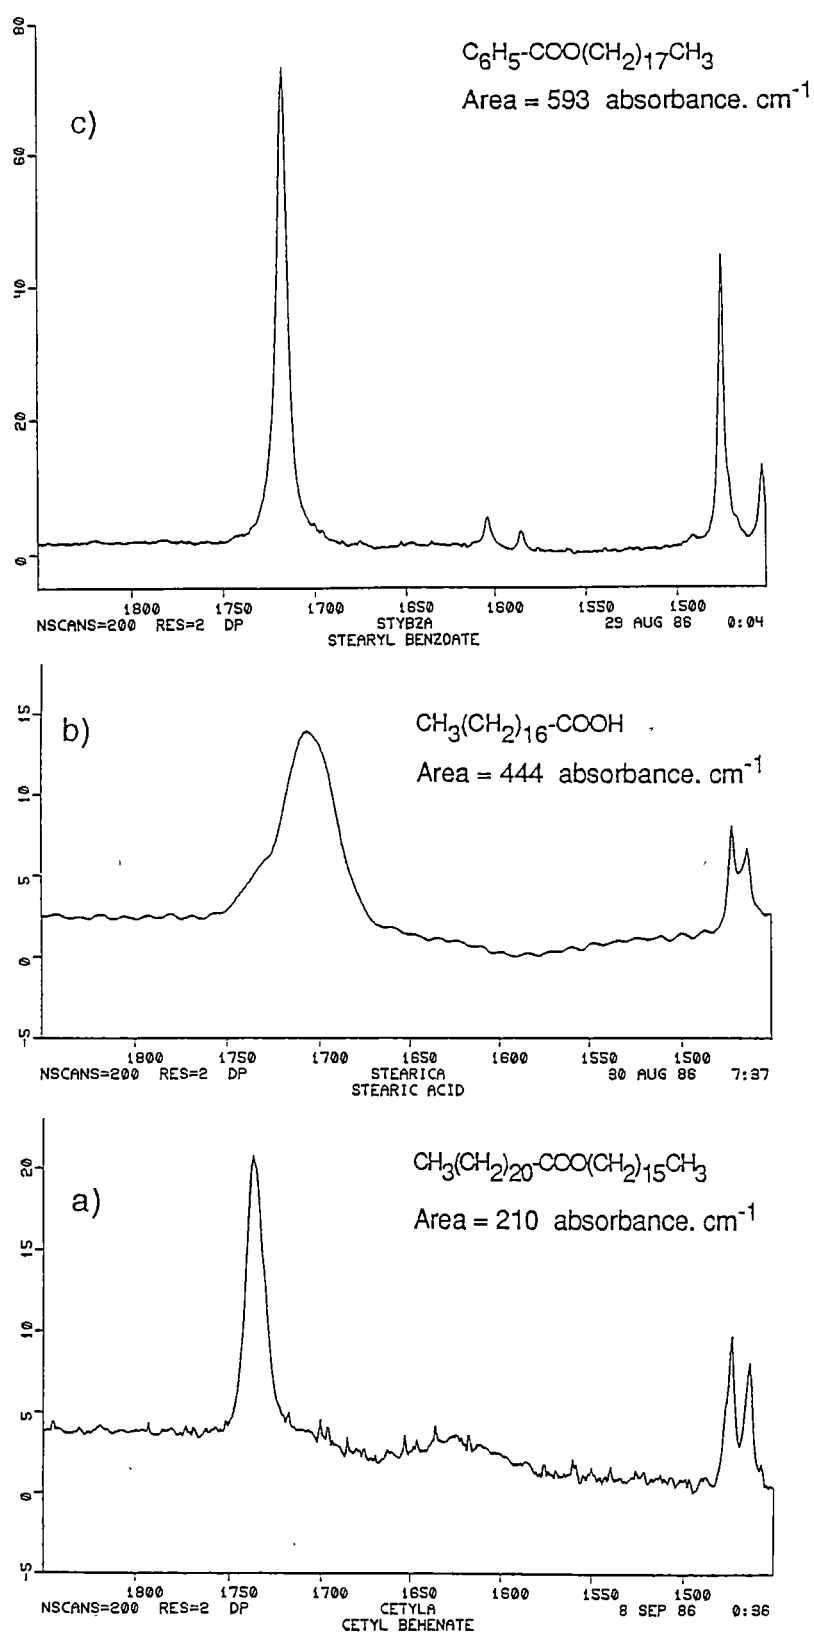 80
60
40
20
0
c)
C6H5-COO(CH2)17CH3
Area = 593 absorbance. cm-1
1800 1750 1700 1650 1600 1550 1500
NSCANS=200 RES=2 DP STYBZA 29 AUG 86 0:04
STEARYL BENZOATE
15
10
5
0
-5
b)
CH3(CH2)16-COOH
Area = 444 absorbance. cm-1
1800 1750 1700 1650 1600 1550 1500
NSCANS=200 RES=2 DP STEARICA 30 AUG 86 7:37
STEARIC ACID
20
15
10
5
0
-5
a)
CH3(CH2)20-COO(CH2)15CH3
Area = 210 absorbance. cm-1
1800 1750 1700 1650 1600 1550 1500
NSCANS=200 RES=2 DP CETYLA 8 SEP 86 0:36
CETYL BEHENATE